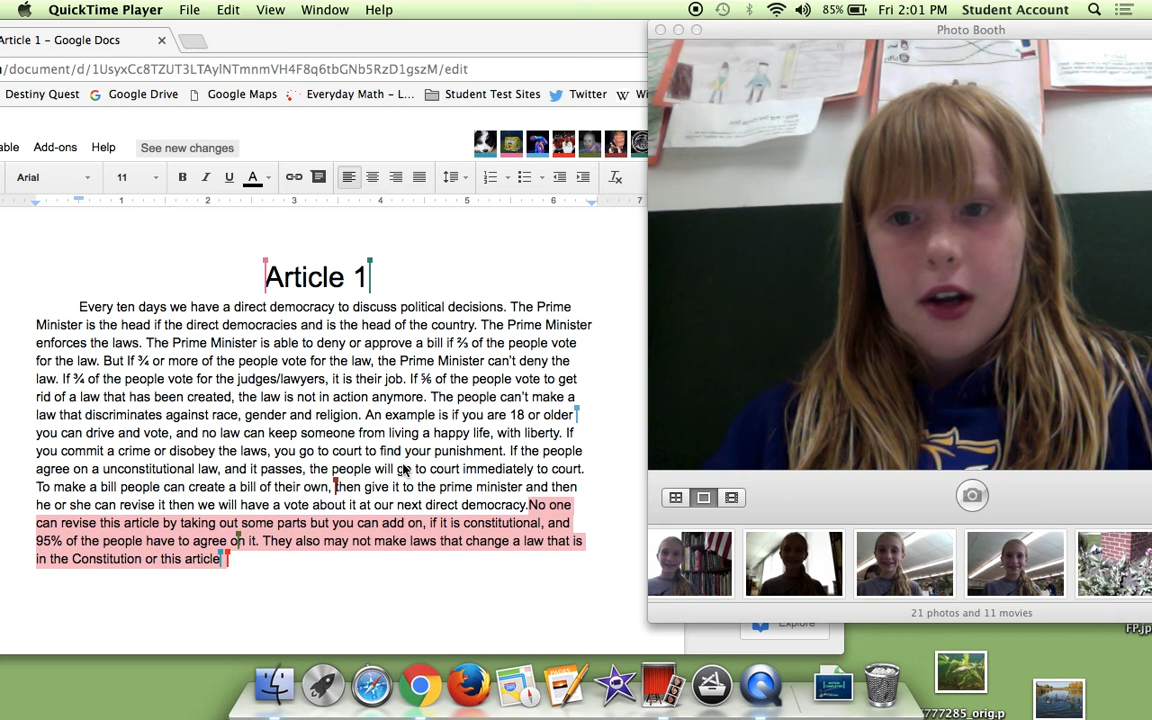 QuickTime Player File Edit View Window Help 85% Fri 2:01 PM Student Account
Article 1 – Google Docs
/document/d/1UsyxCc8TZUT3LTAylNTmnmVH4F8q6tbGNb5RzD1gszM/edit
Destiny Quest Google Drive Google Maps Everyday Math – L... Student Test Sites Twitter W Wi
able Add-ons Help See new changes
Arial 11 B I U A
1 2 3 4 5 6 7
Article 1
Every ten days we have a direct democracy to discuss political decisions. The Prime
Minister is the head if the direct democracies and is the head of the country. The Prime Minister
enforces the laws. The Prime Minister is able to deny or approve a bill if ⅔ of the people vote
for the law. But If ¾ or more of the people vote for the law, the Prime Minister can't deny the
law. If ¾ of the people vote for the judges/lawyers, it is their job. If ⅚ of the people vote to get
rid of a law that has been created, the law is not in action anymore. The people can't make a
law that discriminates against race, gender and religion. An example is if you are 18 or older
you can drive and vote, and no law can keep someone from living a happy life, with liberty. If
you commit a crime or disobey the laws, you go to court to find your punishment. If the people
agree on a unconstitutional law, and it passes, the people will go to court immediately to court.
To make a bill people can create a bill of their own, then give it to the prime minister and then
he or she can revise it then we will have a vote about it at our next direct democracy.No one
can revise this article by taking out some parts but you can add on, if it is constitutional, and
95% of the people have to agree on it. They also may not make laws that change a law that is
in the Constitution or this article
Photo Booth
21 photos and 11 movies
Explore
FP.jp
777285_orig.p